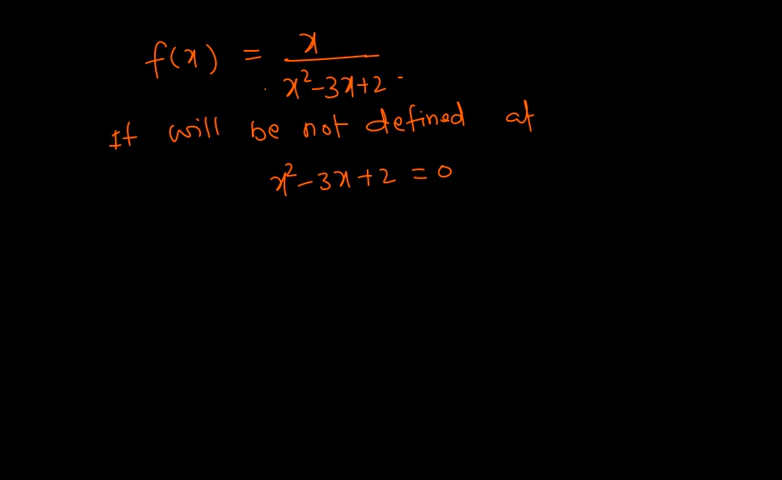 f(x) = x / x²-3x+2
It will be not defined at
x²-3x+2 = 0